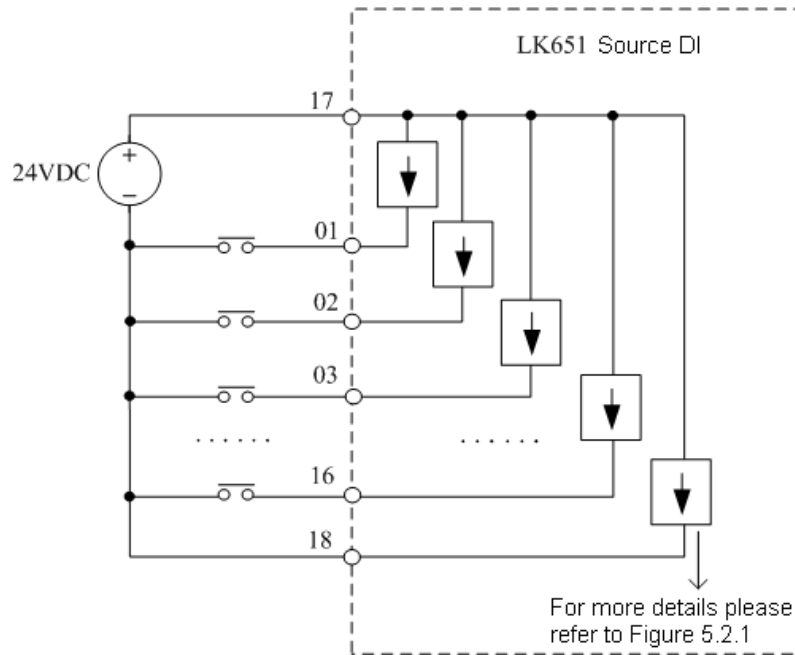 LK651 Source DI
17
+
24VDC
−
01
02
03
...... ......
16
18
For more details please
refer to Figure 5.2.1